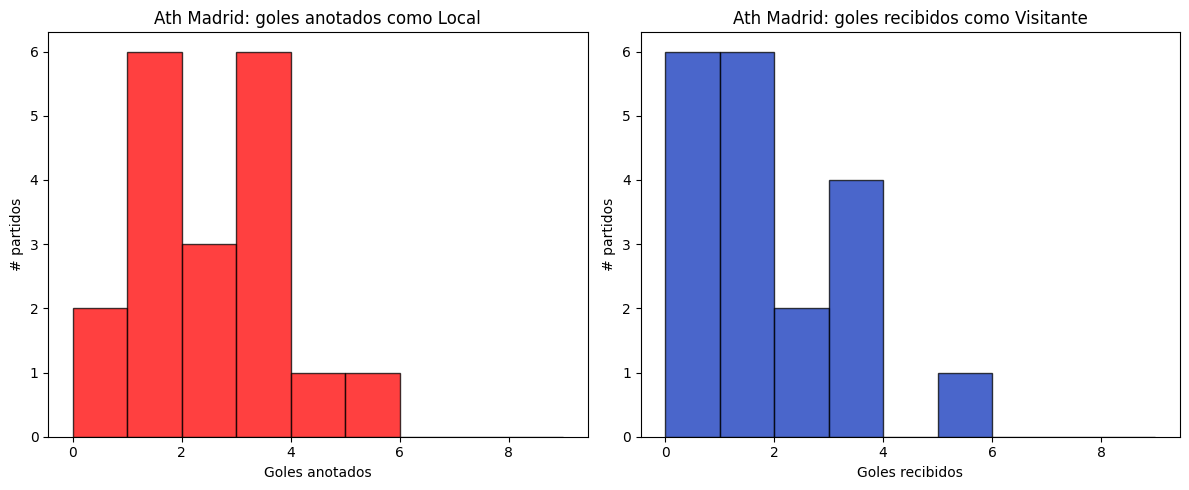 Ath Madrid: goles anotados como Local
# partidos
6
5
4
3
2
1
0
0 2 4 6 8
Goles anotados
Ath Madrid: goles recibidos como Visitante
# partidos
6
5
4
3
2
1
0
0 2 4 6 8
Goles recibidos